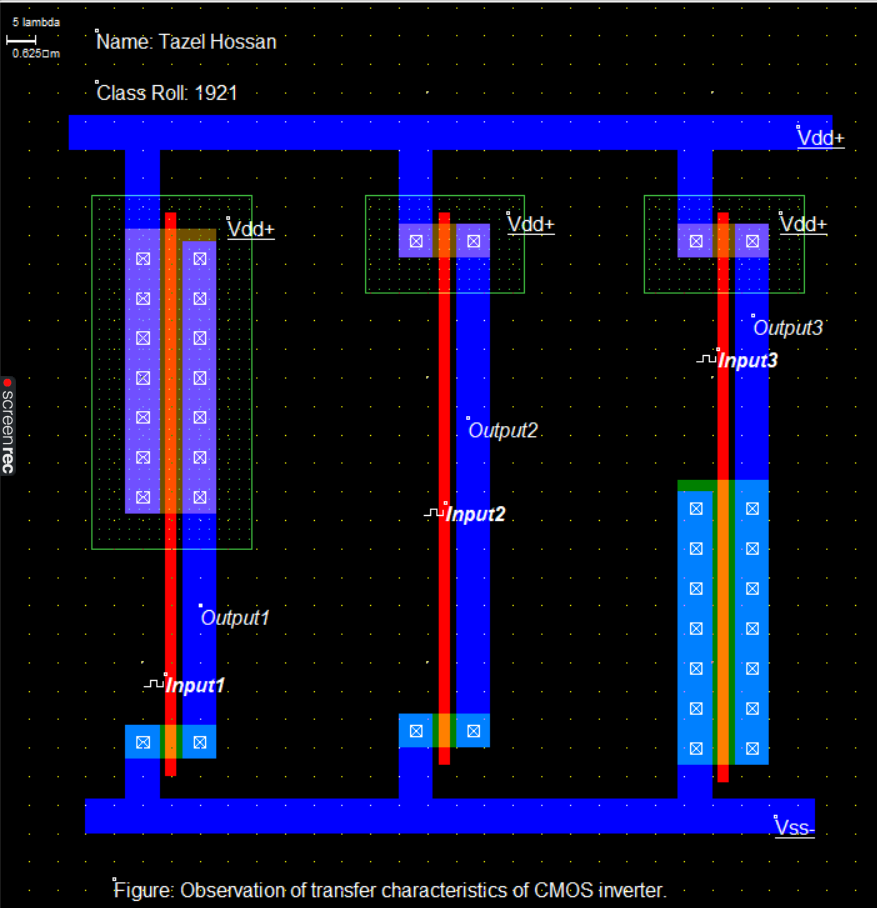 5 lambda
0.625□m
Name: Tazel Hossan
Class Roll: 1921
Vdd+
Vdd+
Vdd+
Vdd+
Output3
Input3
Output2
Input2
Output1
Input1
screenrec
Vss-
Figure: Observation of transfer characteristics of CMOS inverter.